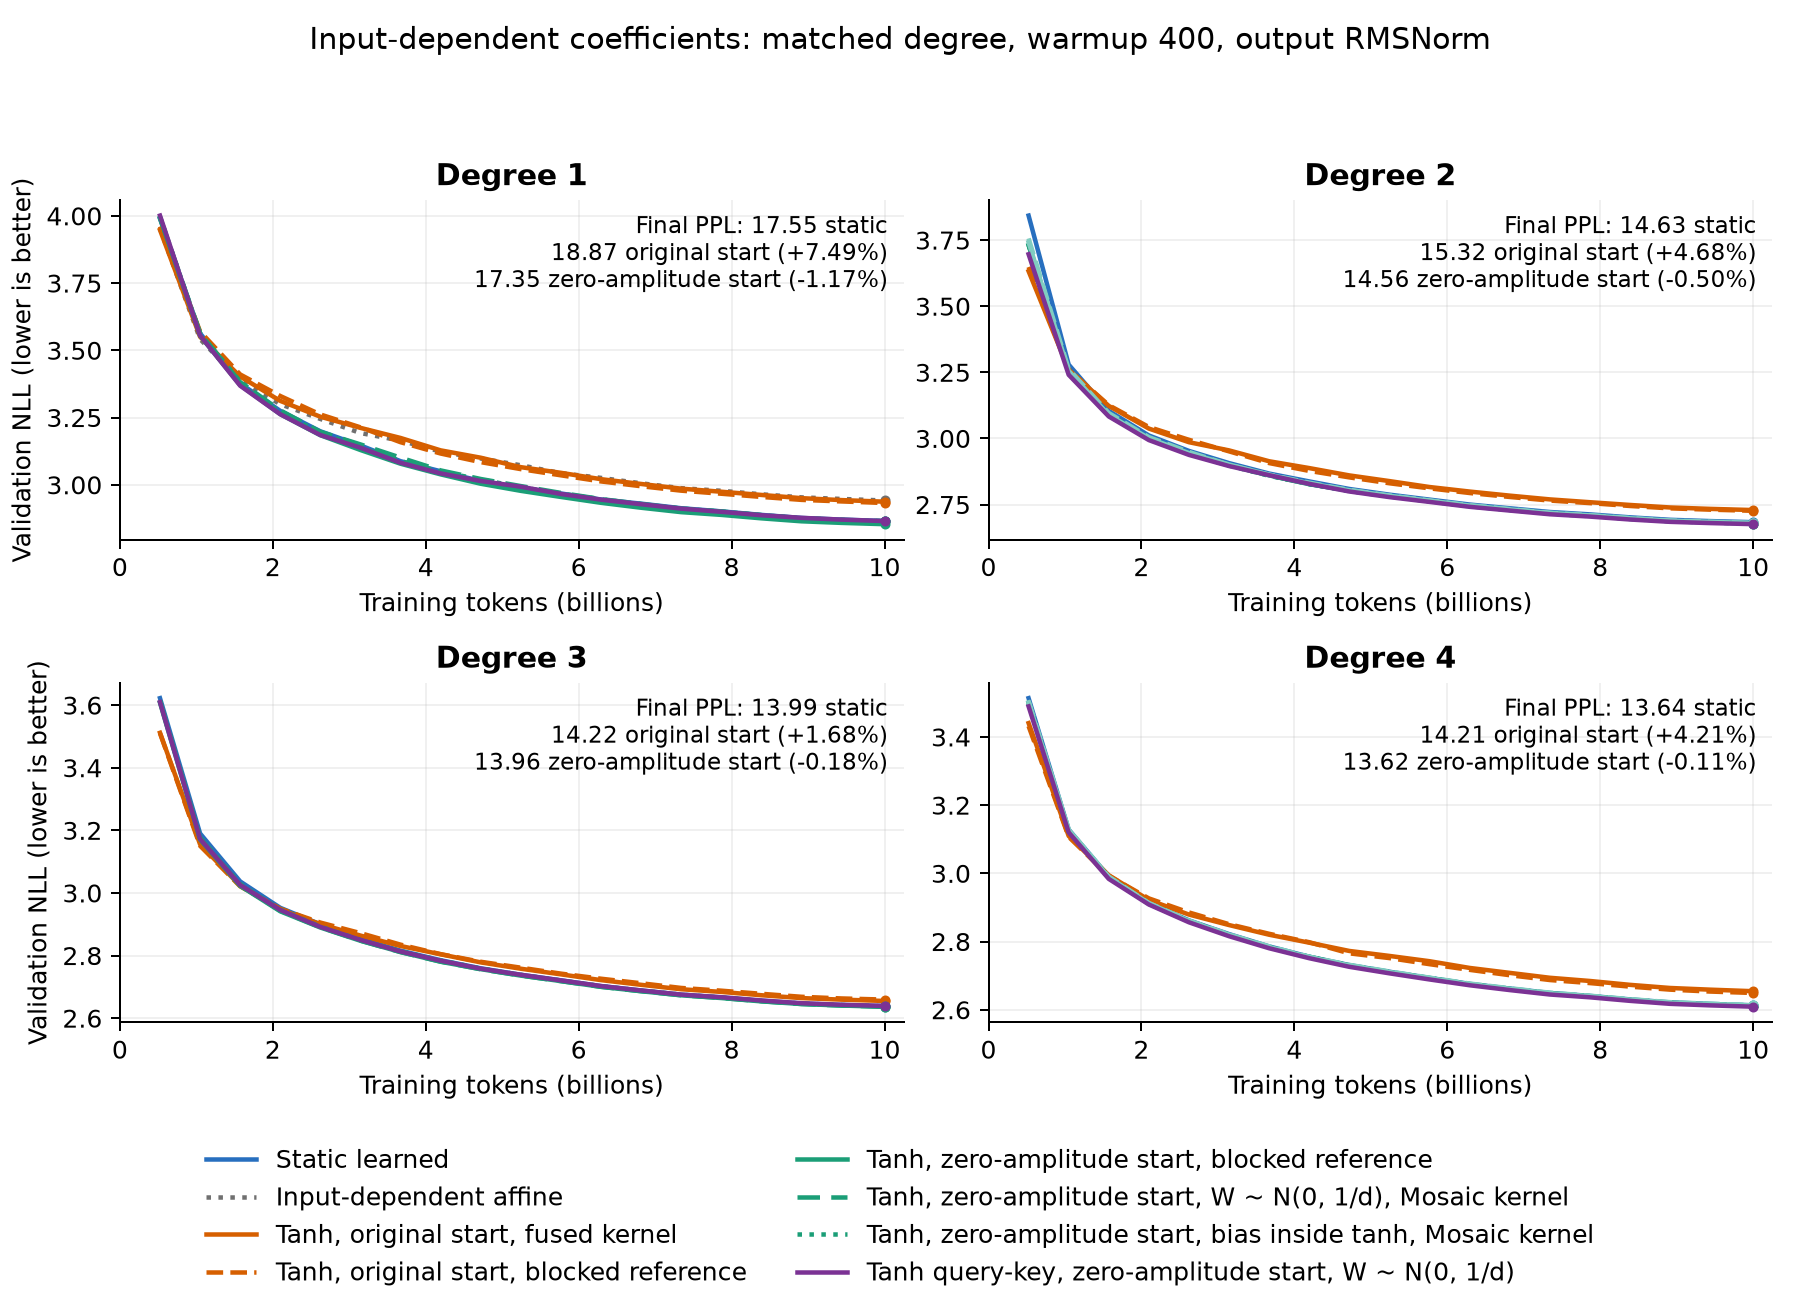 Input-dependent coefficients: matched degree, warmup 400, output RMSNorm
Degree 1
Validation NLL (lower is better)
4.00
3.75
3.50
3.25
3.00
Final PPL: 17.55 static
18.87 original start (+7.49%)
17.35 zero-amplitude start (-1.17%)
0 2 4 6 8 10
Training tokens (billions)
Degree 2
3.75
3.50
3.25
3.00
2.75
Final PPL: 14.63 static
15.32 original start (+4.68%)
14.56 zero-amplitude start (-0.50%)
0 2 4 6 8 10
Training tokens (billions)
Degree 3
Validation NLL (lower is better)
3.6
3.4
3.2
3.0
2.8
2.6
Final PPL: 13.99 static
14.22 original start (+1.68%)
13.96 zero-amplitude start (-0.18%)
0 2 4 6 8 10
Training tokens (billions)
Degree 4
3.4
3.2
3.0
2.8
2.6
Final PPL: 13.64 static
14.21 original start (+4.21%)
13.62 zero-amplitude start (-0.11%)
0 2 4 6 8 10
Training tokens (billions)
Static learned
Input-dependent affine
Tanh, original start, fused kernel
Tanh, original start, blocked reference
Tanh, zero-amplitude start, blocked reference
Tanh, zero-amplitude start, W ~ N(0, 1/d), Mosaic kernel
Tanh, zero-amplitude start, bias inside tanh, Mosaic kernel
Tanh query-key, zero-amplitude start, W ~ N(0, 1/d)